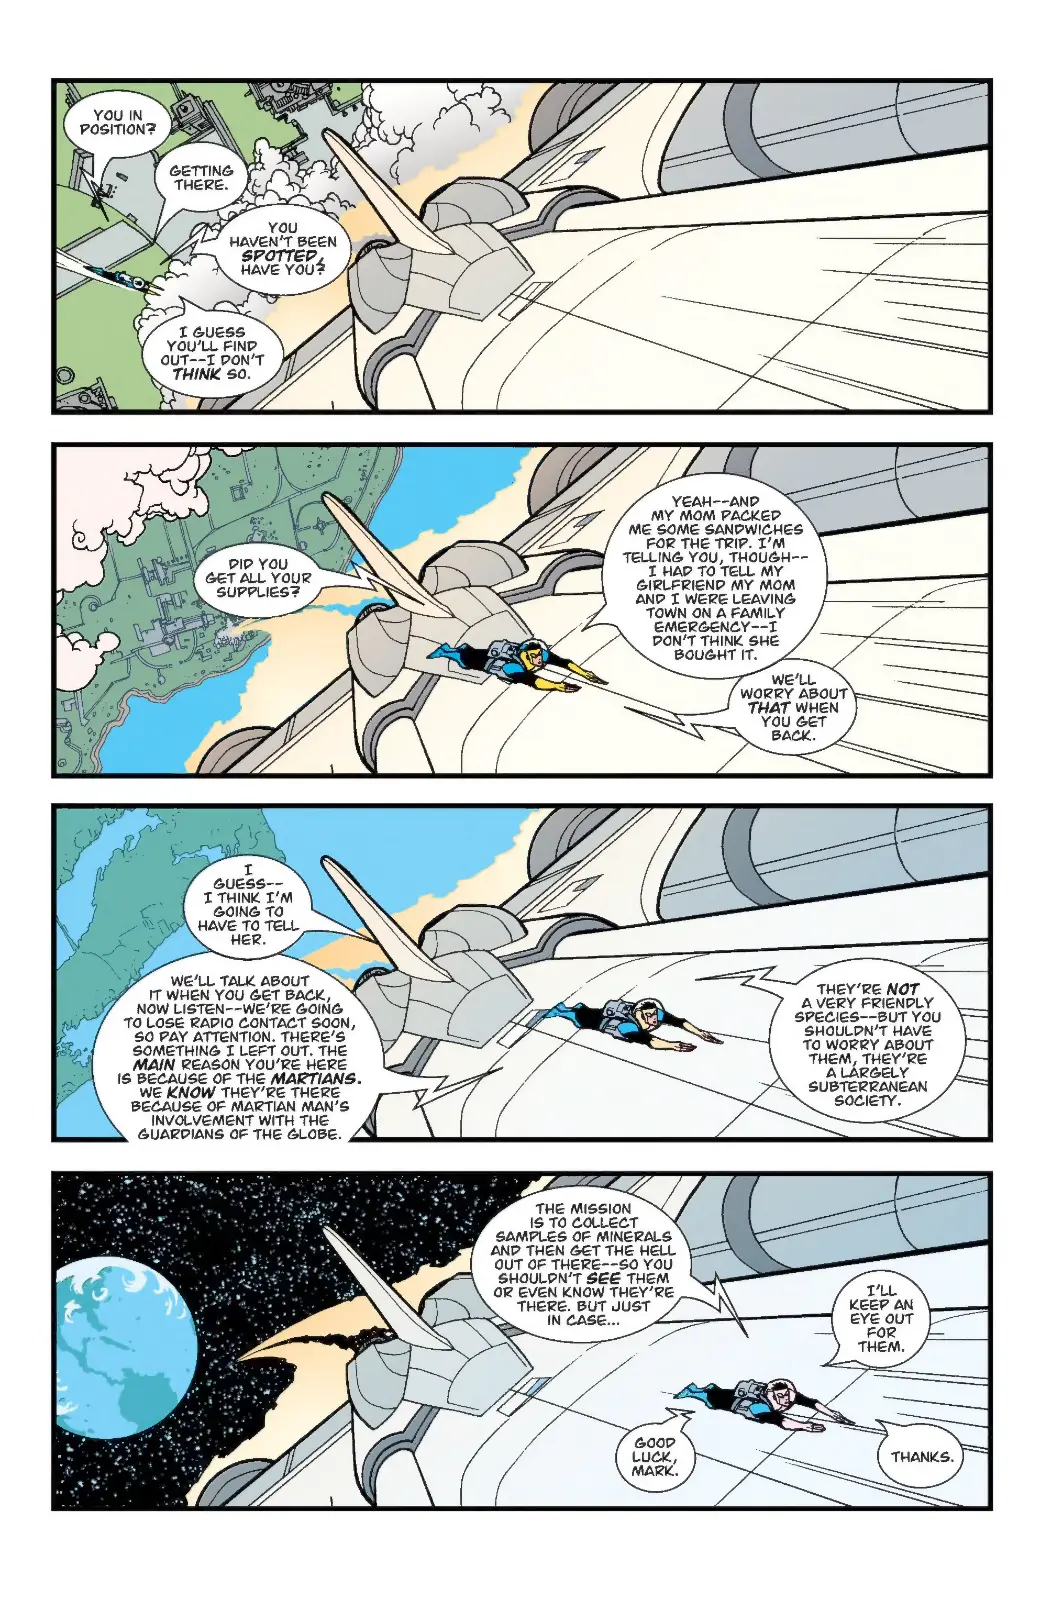 YOU IN
POSITION?
GETTING
THERE.
YOU
HAVEN'T BEEN
SPOTTED,
HAVE YOU?
I GUESS
YOU'LL FIND
OUT--I DON'T
THINK SO.
DID YOU
GET ALL YOUR
SUPPLIES?
YEAH--AND
MY MOM PACKED
ME SOME SANDWICHES
FOR THE TRIP. I'M
TELLING YOU, THOUGH--
I HAD TO TELL MY
GIRLFRIEND MY MOM
AND I WERE LEAVING
TOWN ON A FAMILY
EMERGENCY--I
DON'T THINK SHE
BOUGHT IT.
WE'LL
WORRY ABOUT
THAT WHEN
YOU GET
BACK.
I
GUESS--
I THINK I'M
GOING TO
HAVE TO TELL
HER.
WE'LL TALK ABOUT
IT WHEN YOU GET BACK,
NOW LISTEN--WE'RE GOING
TO LOSE RADIO CONTACT SOON,
SO PAY ATTENTION. THERE'S
SOMETHING I LEFT OUT. THE
MAIN REASON YOU'RE HERE
IS BECAUSE OF THE MARTIANS.
WE KNOW THEY'RE THERE
BECAUSE OF MARTIAN MAN'S
INVOLVEMENT WITH THE
GUARDIANS OF THE GLOBE.
THEY'RE NOT
A VERY FRIENDLY
SPECIES--BUT YOU
SHOULDN'T HAVE
TO WORRY ABOUT
THEM, THEY'RE
A LARGELY
SUBTERRANEAN
SOCIETY.
THE MISSION
IS TO COLLECT
SAMPLES OF MINERALS
AND THEN GET THE HELL
OUT OF THERE--SO YOU
SHOULDN'T SEE THEM
OR EVEN KNOW THEY'RE
THERE. BUT JUST
IN CASE...
I'LL
KEEP AN
EYE OUT
FOR
THEM.
GOOD
LUCK,
MARK.
THANKS.